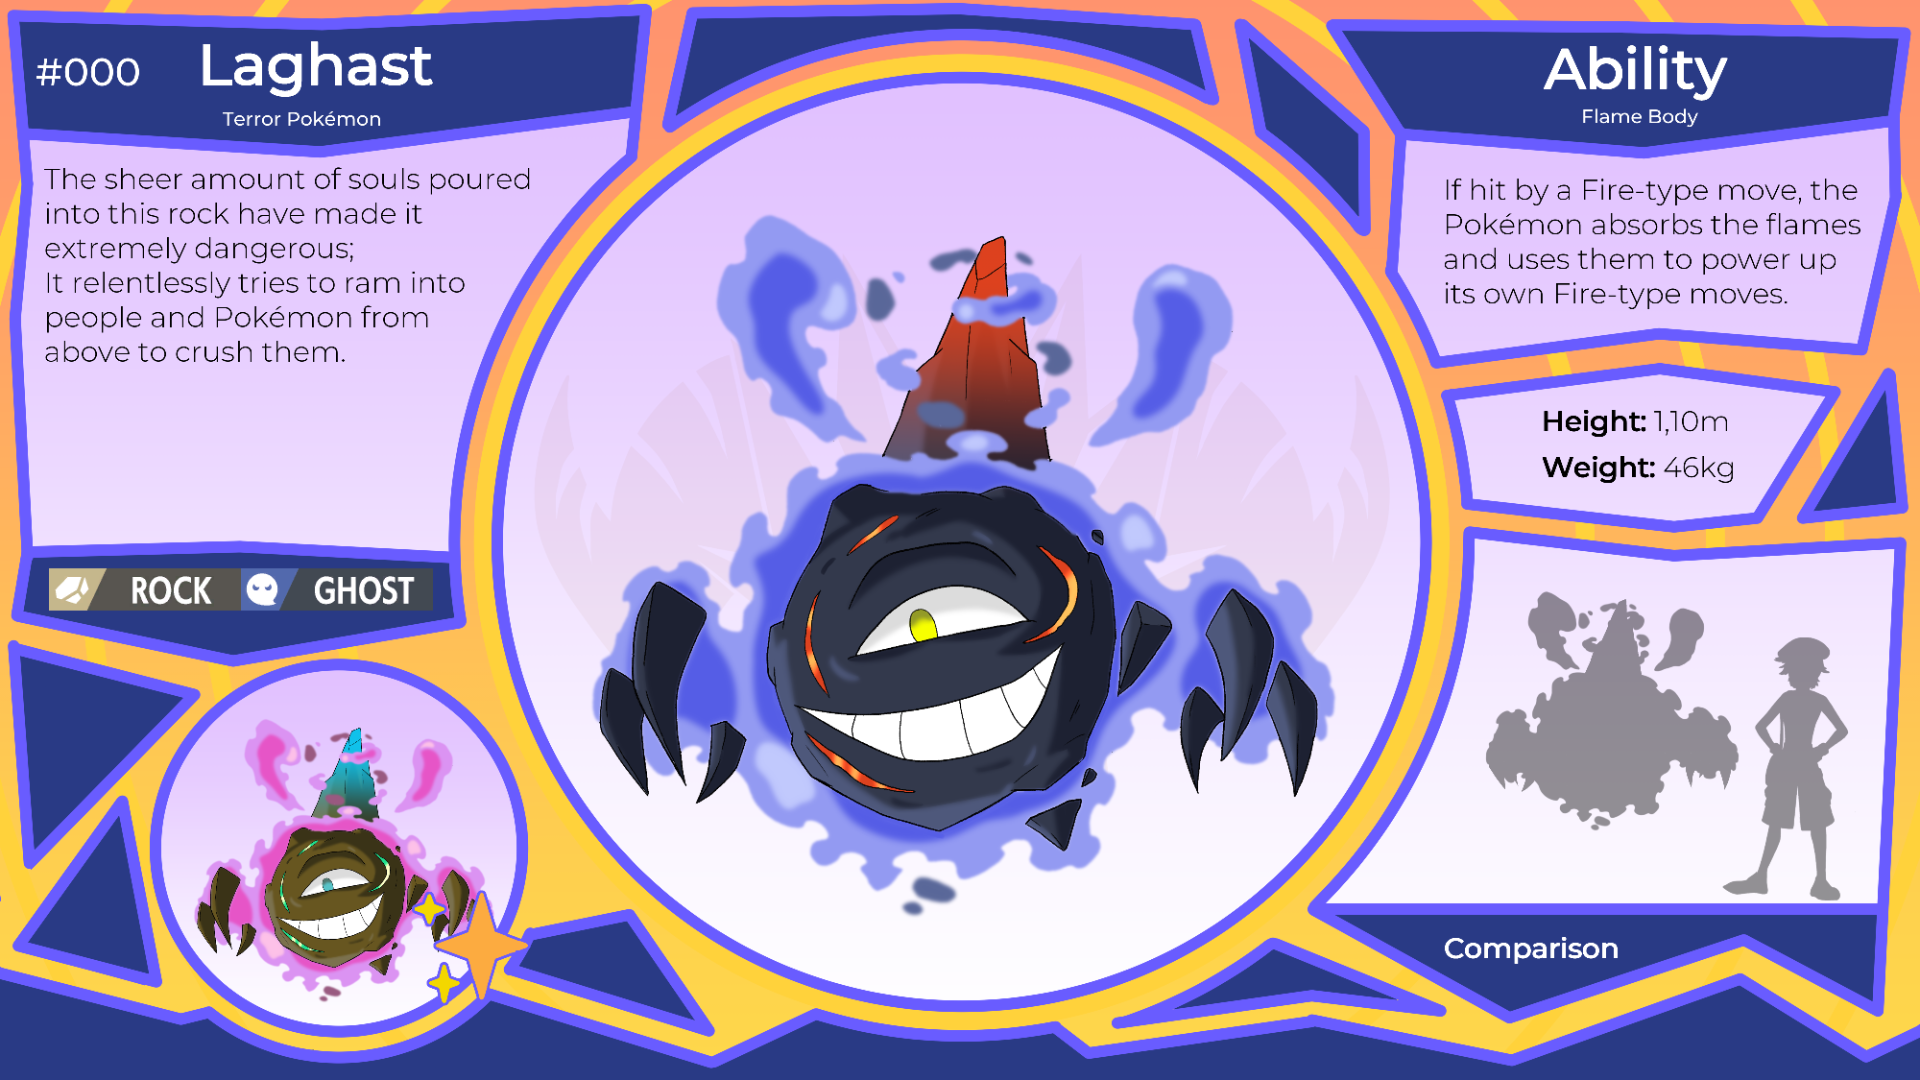 #000 Laghast
Terror Pokémon
The sheer amount of souls poured
into this rock have made it
extremely dangerous;
It relentlessly tries to ram into
people and Pokémon from
above to crush them.
ROCK GHOST
Ability
Flame Body
If hit by a Fire-type move, the
Pokémon absorbs the flames
and uses them to power up
its own Fire-type moves.
Height: 1,10m
Weight: 46kg
Comparison